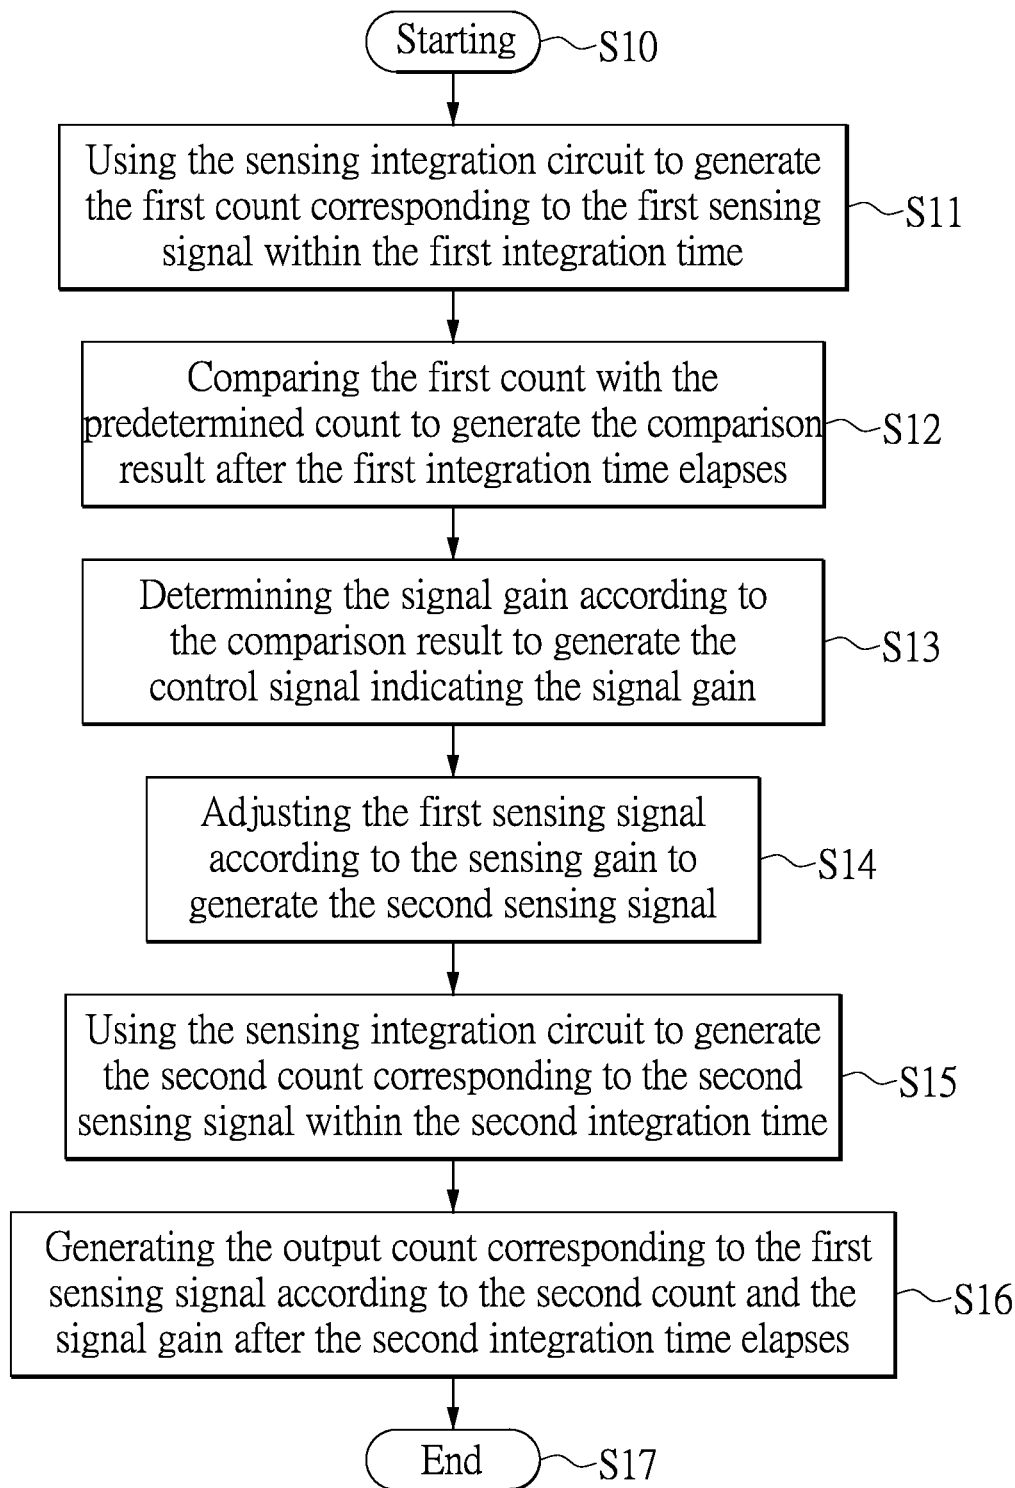 Starting
S10
Using the sensing integration circuit to generate
the first count corresponding to the first sensing
signal within the first integration time
S11
Comparing the first count with the
predetermined count to generate the comparison
result after the first integration time elapses
S12
Determining the signal gain according to
the comparison result to generate the
control signal indicating the signal gain
S13
Adjusting the first sensing signal
according to the sensing gain to
generate the second sensing signal
S14
Using the sensing integration circuit to generate
the second count corresponding to the second
sensing signal within the second integration time
S15
Generating the output count corresponding to the first
sensing signal according to the second count and the
signal gain after the second integration time elapses
S16
End
S17